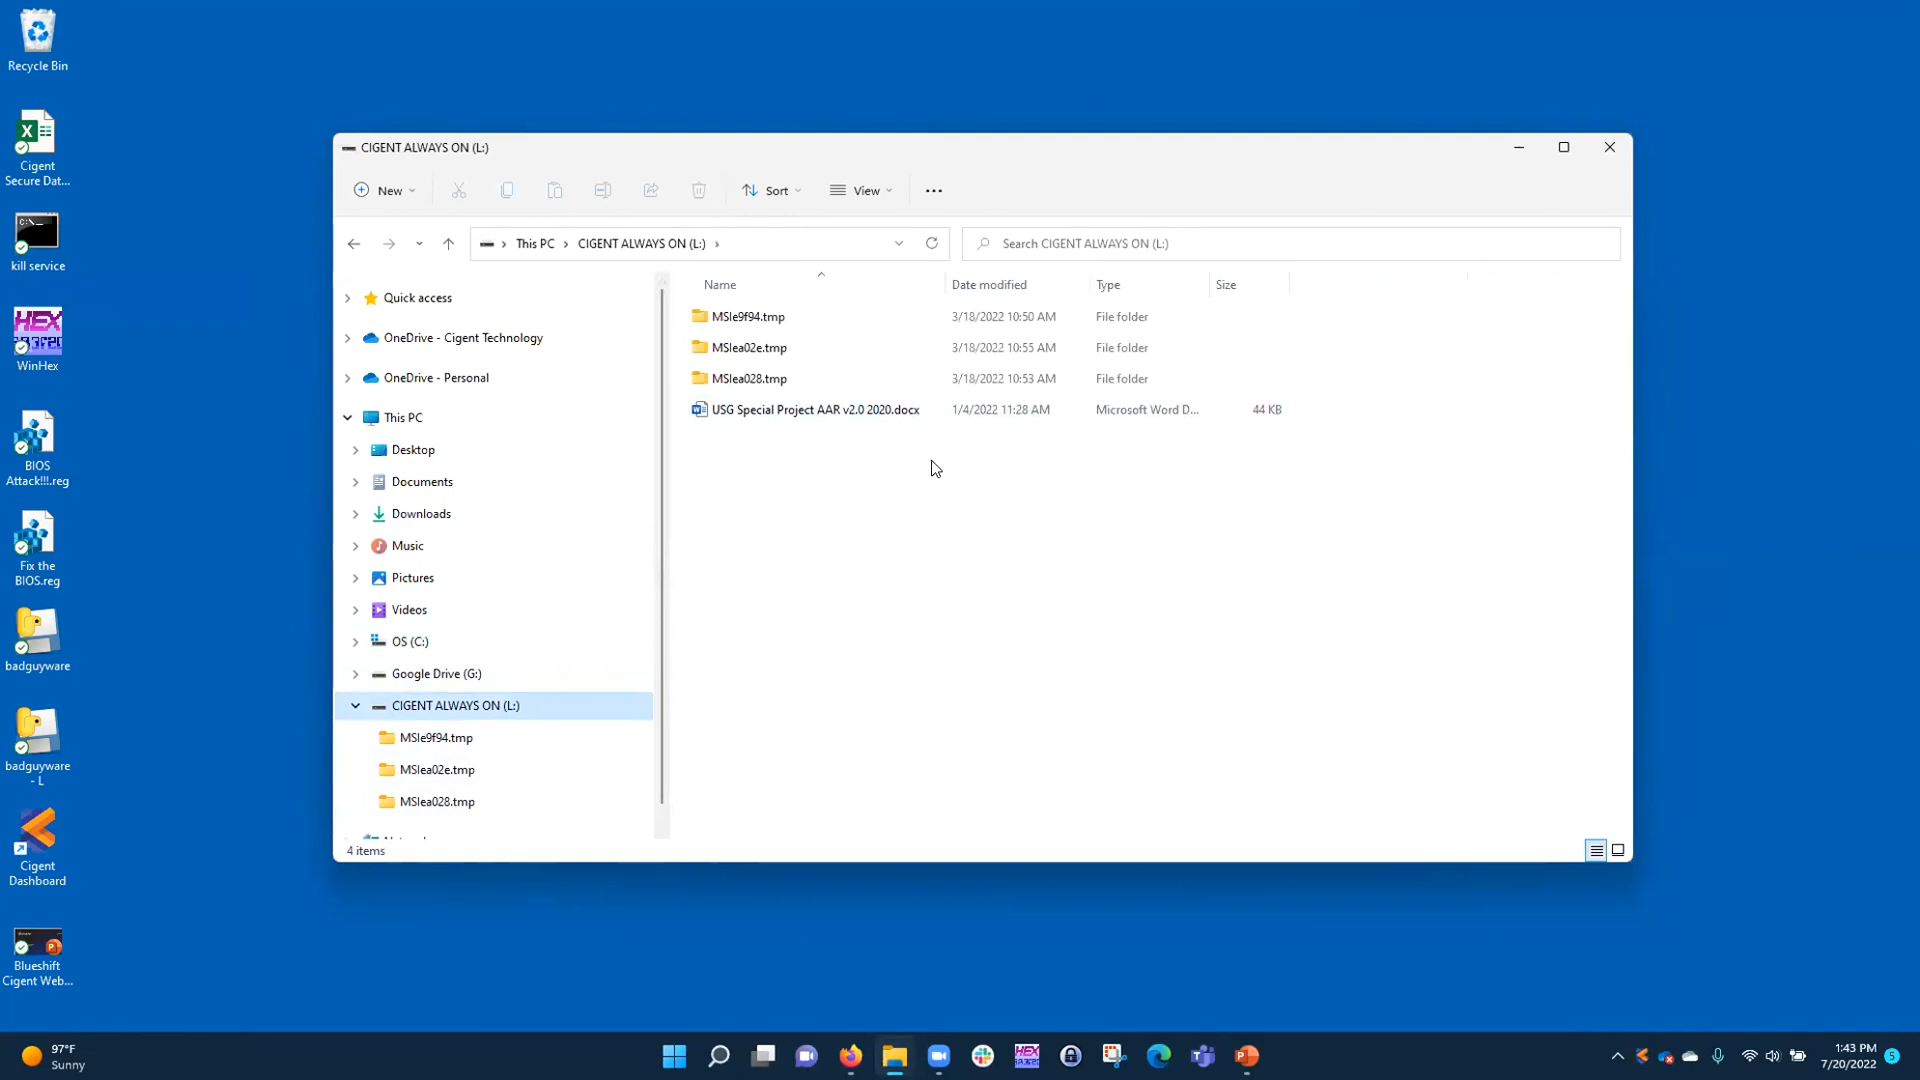 Recycle Bin
Cigent
Secure Dat...
kill service
WinHex
BIOS
Attack!!!.reg
Fix the
BIOS.reg
badguyware
badguyware
- L
Cigent
Dashboard
Blueshift
Cigent Web...
CIGENT ALWAYS ON (L:)
New
Sort
View
This PC
CIGENT ALWAYS ON (L:)
Search CIGENT ALWAYS ON (L:)
Quick access
OneDrive - Cigent Technology
OneDrive - Personal
This PC
Desktop
Documents
Downloads
Music
Pictures
Videos
OS (C:)
Google Drive (G:)
CIGENT ALWAYS ON (L:)
MSIe9f94.tmp
MSIea02e.tmp
MSIea028.tmp
Name Date modified Type Size
MSIe9f94.tmp 3/18/2022 10:50 AM File folder
MSIea02e.tmp 3/18/2022 10:55 AM File folder
MSIea028.tmp 3/18/2022 10:53 AM File folder
USG Special Project AAR v2.0 2020.docx 1/4/2022 11:28 AM Microsoft Word D... 44 KB
4 items
97°F
Sunny
HEX
1:43 PM
7/20/2022
5